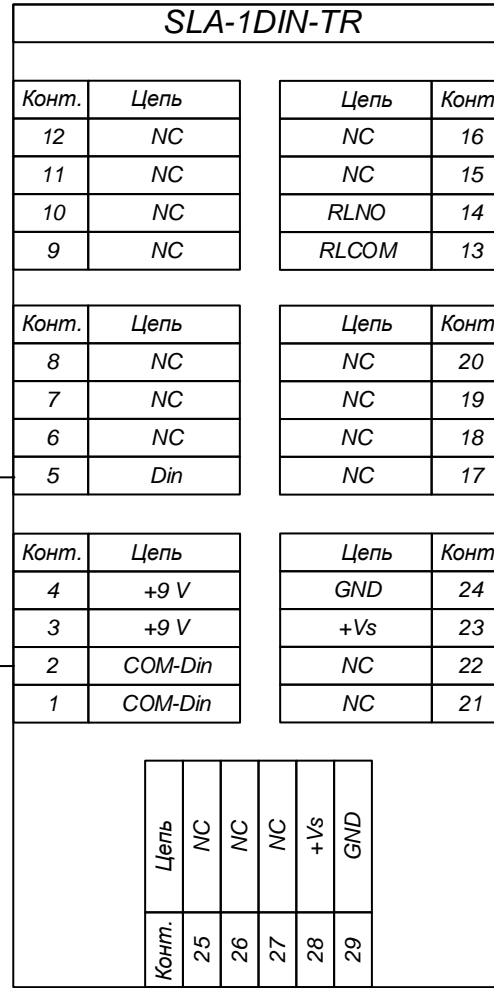 SLA-1DIN-TR
Конт. Цепь
12 NC
11 NC
10 NC
9 NC
Цепь Конт
NC 16
NC 15
RLNO 14
RLCOM 13
Конт. Цепь
8 NC
7 NC
6 NC
5 Din
Цепь Конт
NC 20
NC 19
NC 18
NC 17
Конт. Цепь
4 +9 V
3 +9 V
2 COM-Din
1 COM-Din
Цепь Конт
GND 24
+Vs 23
NC 22
NC 21
Конт. Цепь
25 NC
26 NC
27 NC
28 +Vs
29 GND